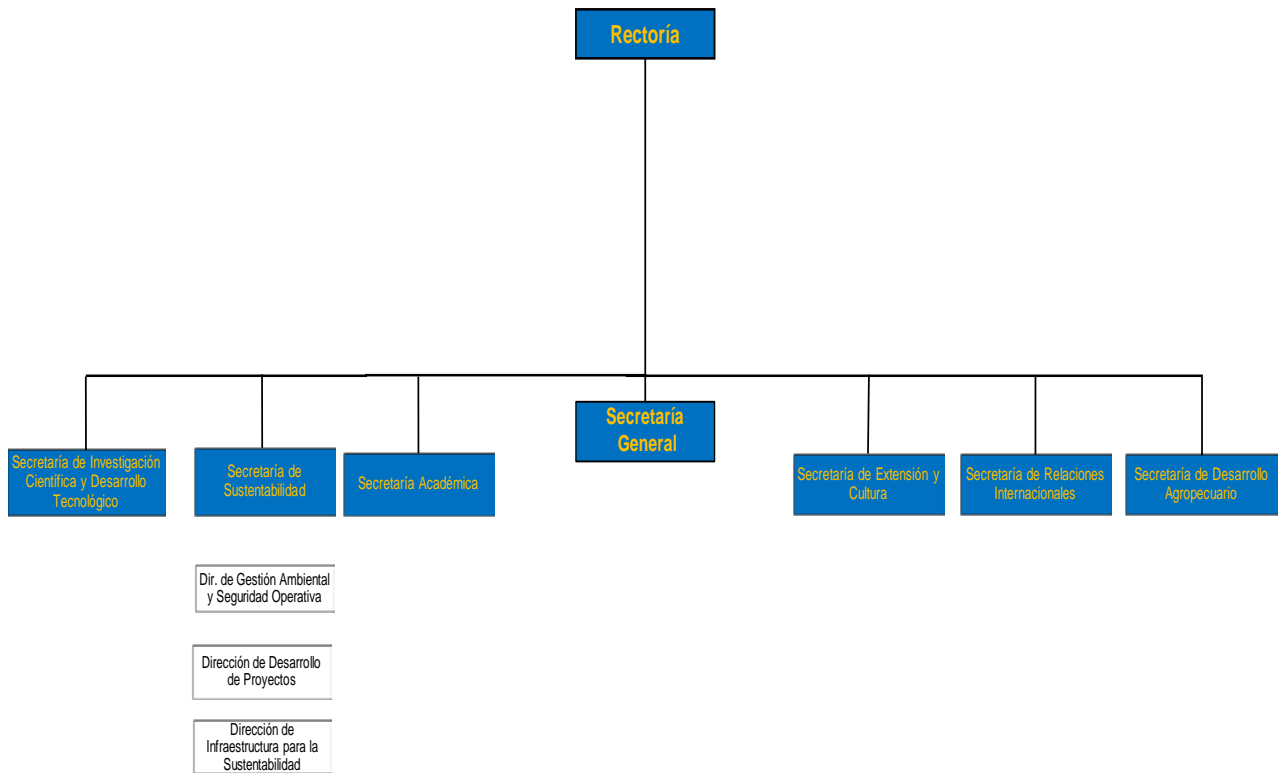 Rectoría
Secretaría
General
Secretaría de Investigación
Científica y Desarrollo
Tecnológico
Secretaría de
Sustentabilidad
Secretaría Académica
Secretaría de Extensión y
Cultura
Secretaría de Relaciones
Internacionales
Secretaría de Desarrollo
Agropecuario
Dir. de Gestión Ambiental
y Seguridad Operativa
Dirección de Desarrollo
de Proyectos
Dirección de
Infraestructura para la
Sustentabilidad